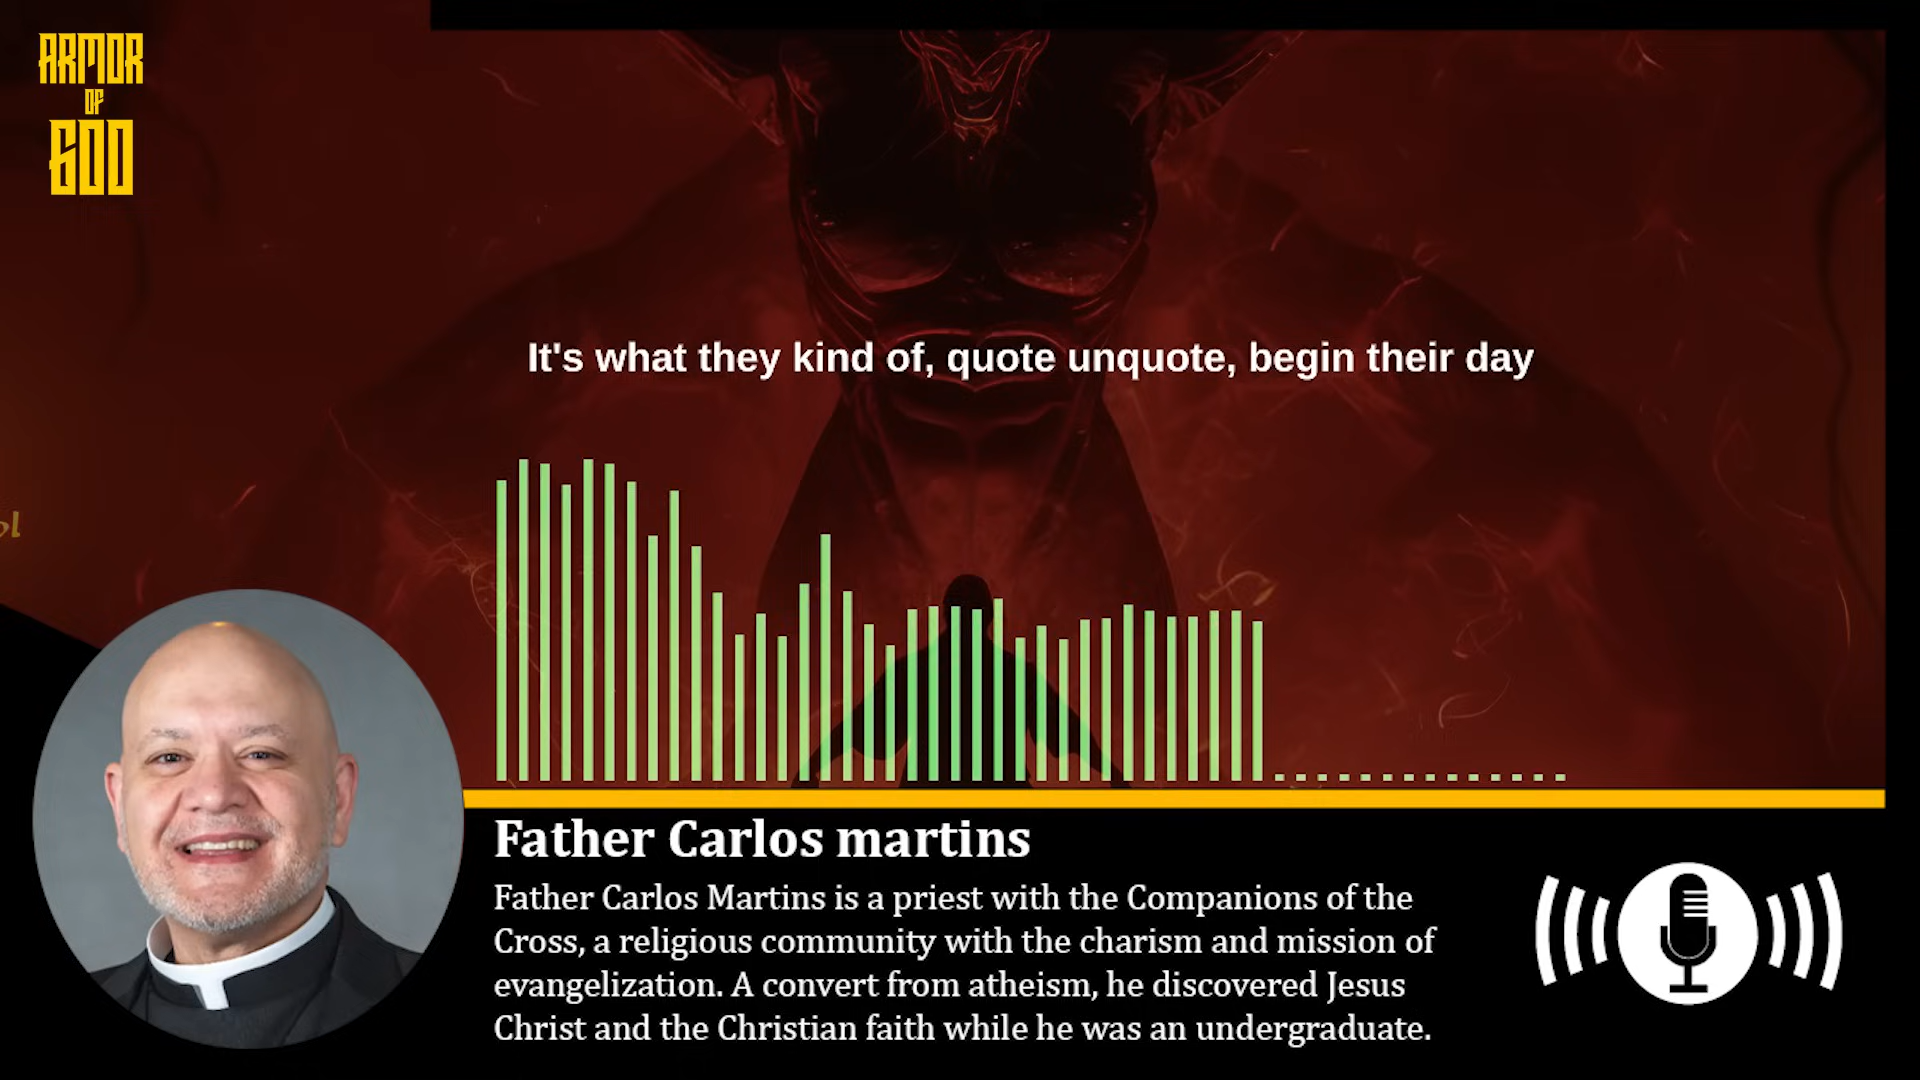 ARMOR
OF
GOD
It's what they kind of, quote unquote, begin their day
ol
Father Carlos martins
Father Carlos Martins is a priest with the Companions of the
Cross, a religious community with the charism and mission of
evangelization. A convert from atheism, he discovered Jesus
Christ and the Christian faith while he was an undergraduate.